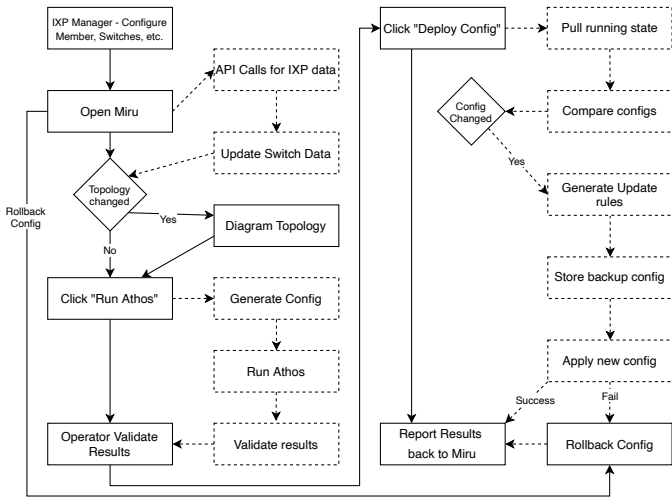 IXP Manager - Configure
Member, Switches, etc.
API Calls for IXP data
Open Miru
Update Switch Data
Topology
changed
Rollback
Config
Yes
Diagram Topology
No
Click "Run Athos"
Generate Config
Run Athos
Operator Validate
Results
Validate results
Click "Deploy Config"
Pull running state
Config
Changed
Compare configs
Yes
Generate Update
rules
Store backup config
Apply new config
Success
Fail
Report Results
back to Miru
Rollback Config